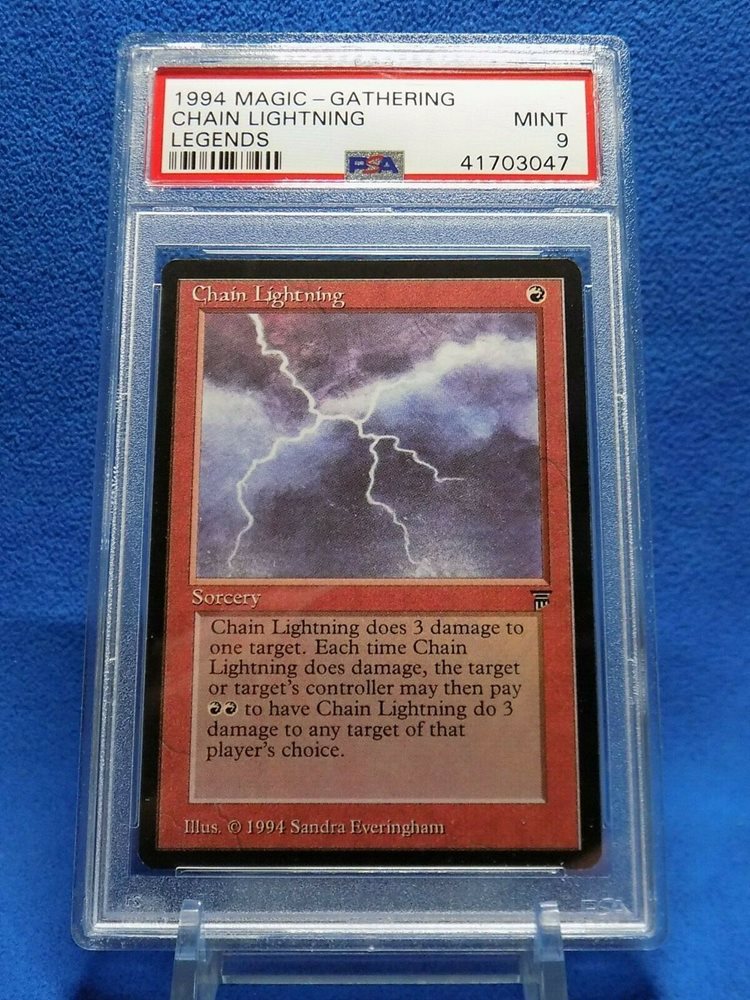 1994 MAGIC - GATHERING
CHAIN LIGHTNING MINT
LEGENDS 9
PSA 41703047
Chain Lightning
Sorcery
Chain Lightning does 3 damage to
one target. Each time Chain
Lightning does damage, the target
or target's controller may then pay
to have Chain Lightning do 3
damage to any target of that
player's choice.
Illus. © 1994 Sandra Everingham
PSA